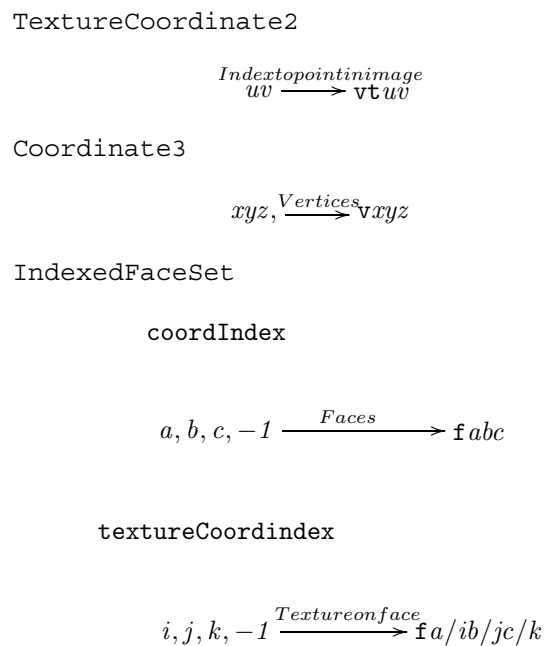 TextureCoordinate2
Indextopointinimage
uv → vtuv
Coordinate3
xyz, Vertices→ vxyz
IndexedFaceSet
coordIndex
a, b, c, −1 Faces→ fabc
textureCoordindex
i, j, k, −1 Textureonface→ fa/ib/jc/k